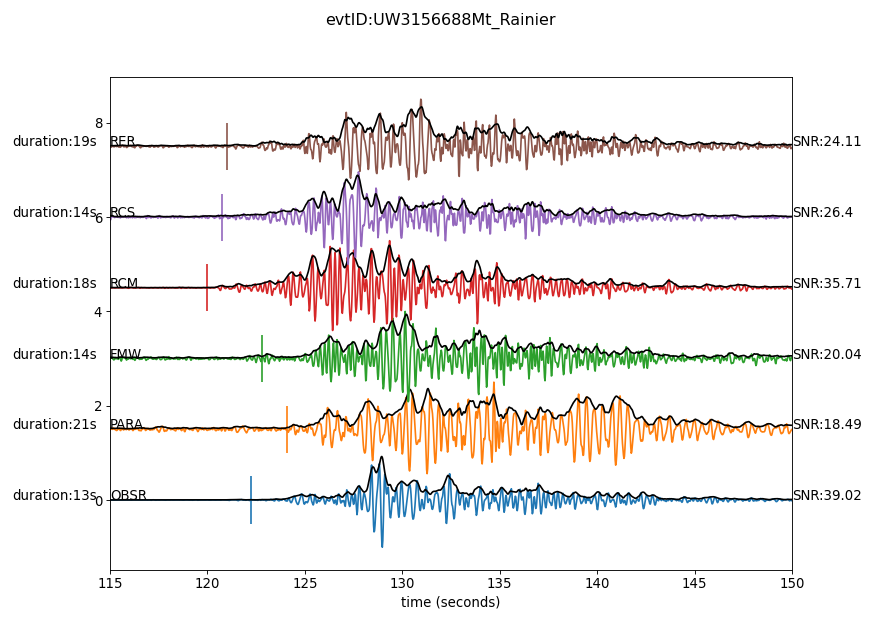 evtID:UW3156688Mt_Rainier
8
duration:19s RER SNR:24.11
duration:14s RCS SNR:26.4
6
duration:18s RCM SNR:35.71
4
duration:14s FMW SNR:20.04
2
duration:21s PARA SNR:18.49
duration:13s OBSR SNR:39.02
0
115 120 125 130 135 140 145 150
time (seconds)